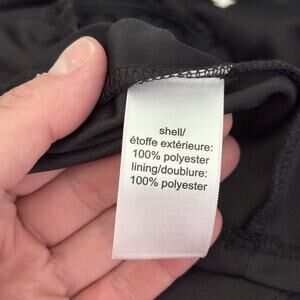 shell/
étoffe extérieure:
100% polyester
lining/doublure:
100% polyester